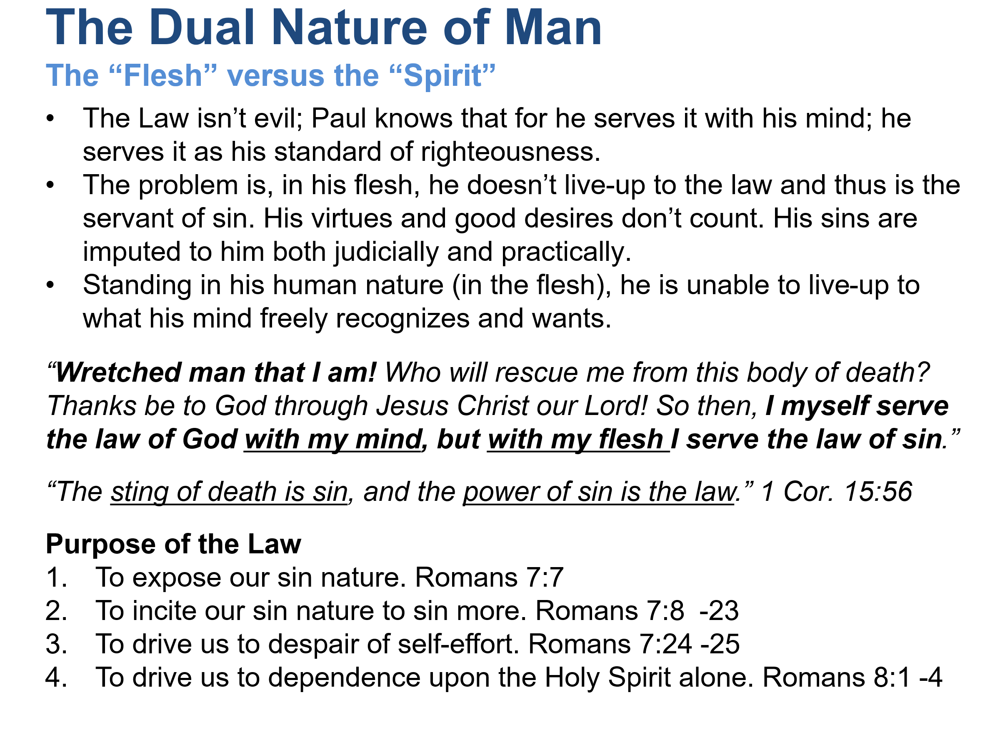 The Dual Nature of Man
The “Flesh” versus the “Spirit”
• The Law isn’t evil; Paul knows that for he serves it with his mind; he
serves it as his standard of righteousness.
• The problem is, in his flesh, he doesn’t live-up to the law and thus is the
servant of sin. His virtues and good desires don’t count. His sins are
imputed to him both judicially and practically.
• Standing in his human nature (in the flesh), he is unable to live-up to
what his mind freely recognizes and wants.
“Wretched man that I am! Who will rescue me from this body of death?
Thanks be to God through Jesus Christ our Lord! So then, I myself serve
the law of God with my mind, but with my flesh I serve the law of sin.”
“The sting of death is sin, and the power of sin is the law.” 1 Cor. 15:56
Purpose of the Law
1. To expose our sin nature. Romans 7:7
2. To incite our sin nature to sin more. Romans 7:8  -23
3. To drive us to despair of self-effort. Romans 7:24 -25
4. To drive us to dependence upon the Holy Spirit alone. Romans 8:1 -4